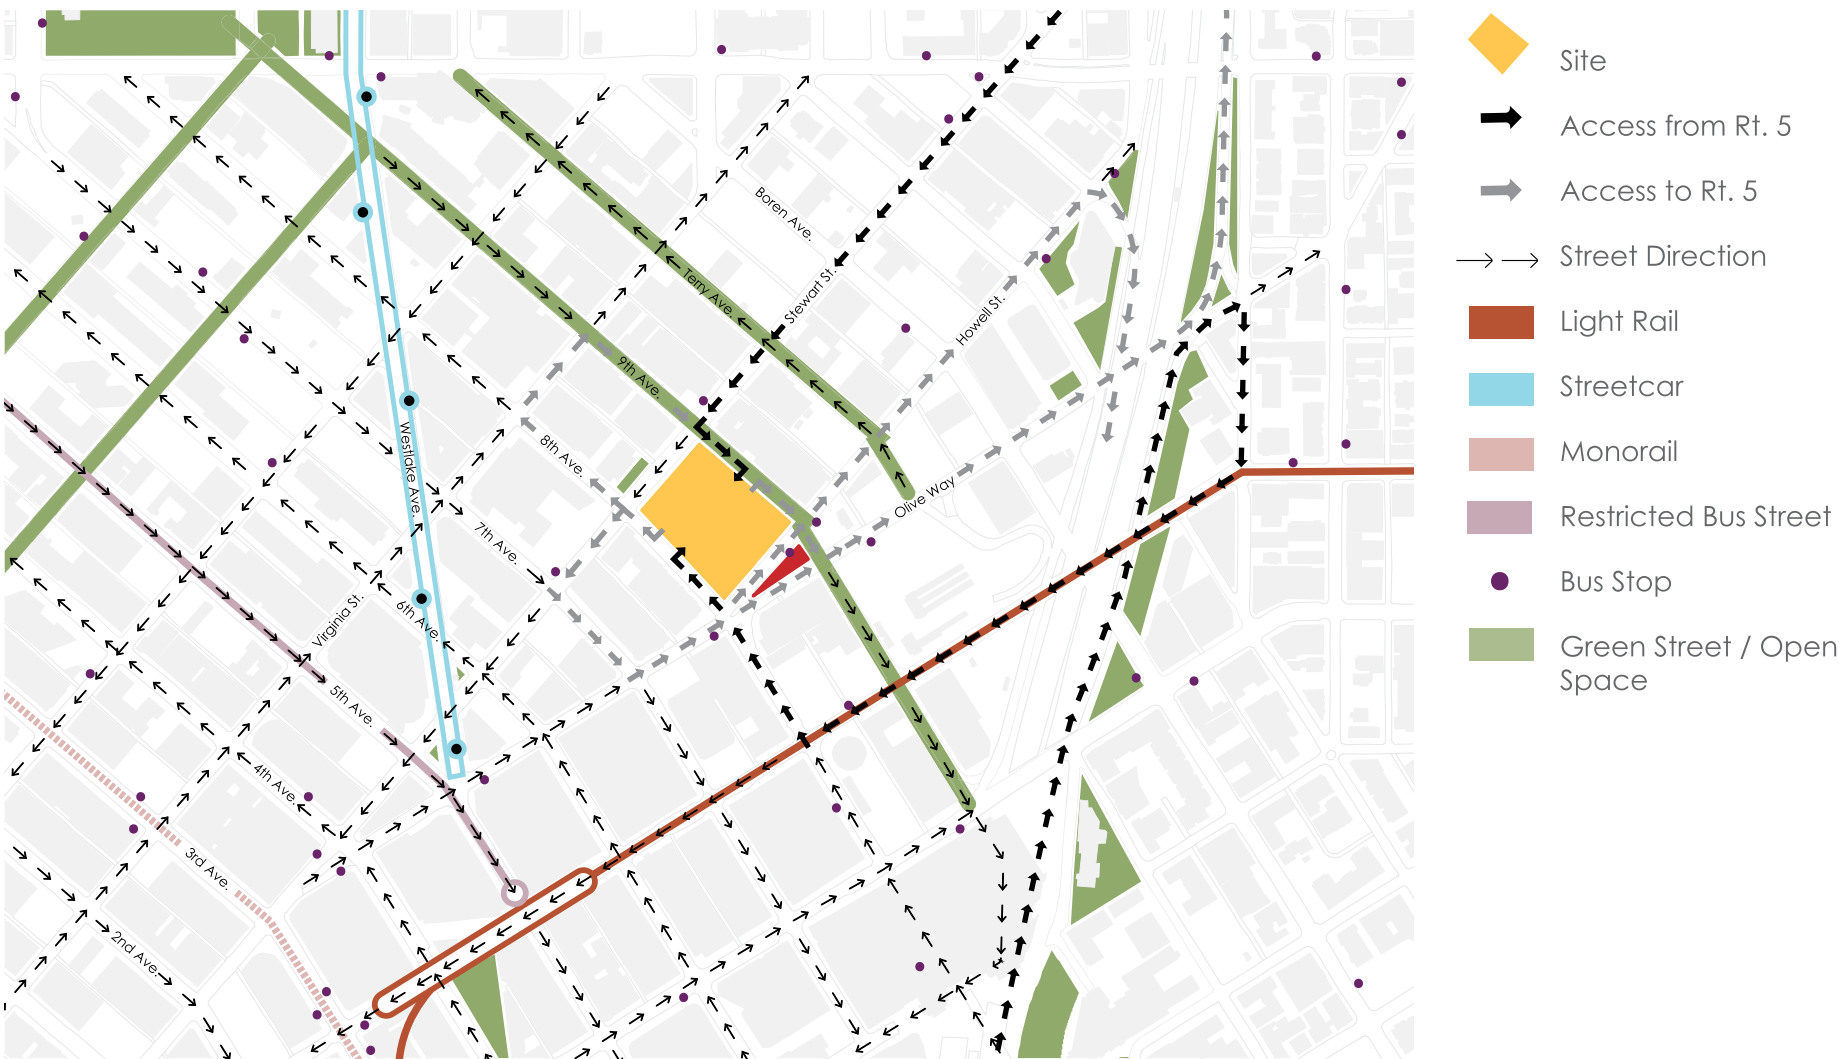 Site
Access from Rt. 5
Access to Rt. 5
Street Direction
Light Rail
Streetcar
Monorail
Restricted Bus Street
Bus Stop
Green Street / Open
Space
Boren Ave.
Terry Ave.
Stewart St.
Howell St.
9th Ave.
8th Ave.
Westlake Ave.
Olive Way
7th Ave.
Virginia St.
6th Ave.
5th Ave.
4th Ave.
3rd Ave.
2nd Ave.